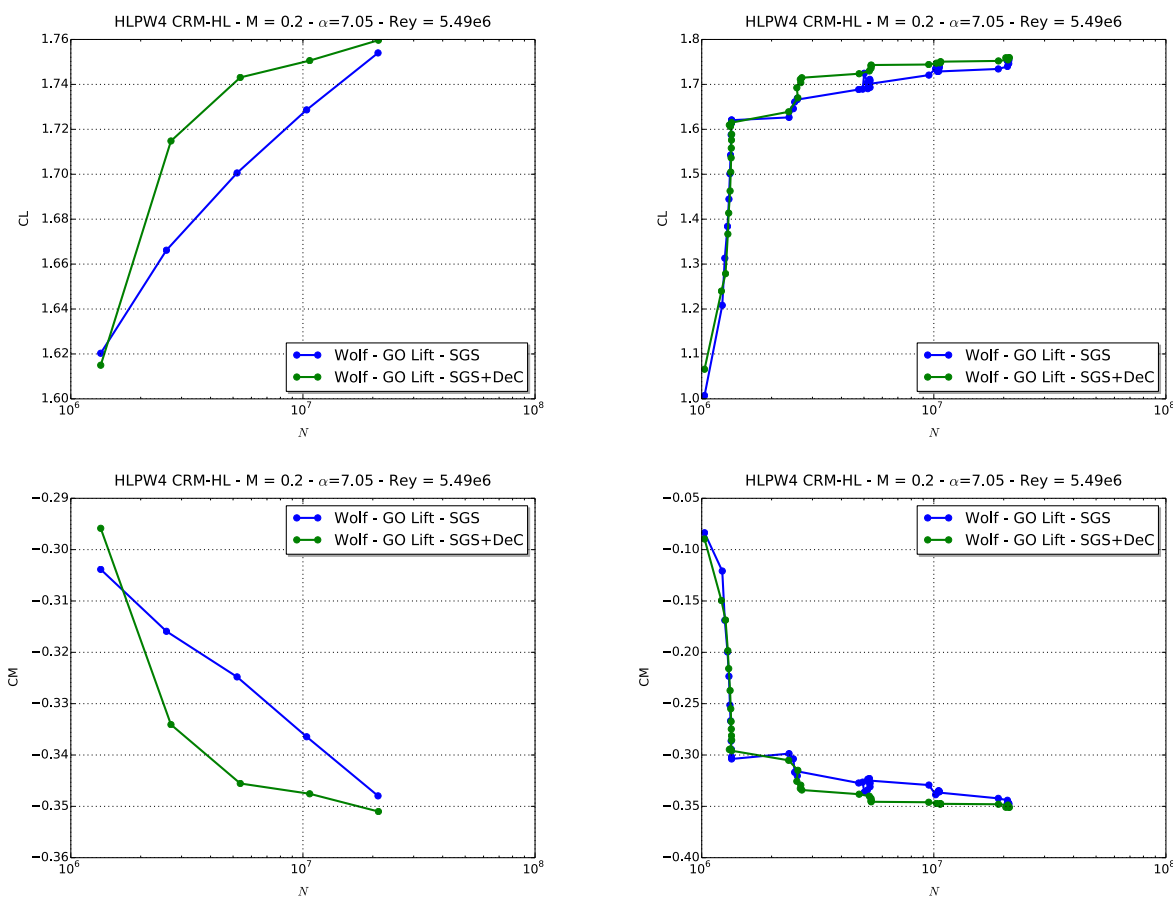 HLPW4 CRM-HL - M = 0.2 - α=7.05 - Rey = 5.49e6
CL
1.76
1.74
1.72
1.70
1.68
1.66
1.64
1.62
1.60
10^6
10^7
10^8
N
Wolf - GO Lift - SGS
Wolf - GO Lift - SGS+DeC
HLPW4 CRM-HL - M = 0.2 - α=7.05 - Rey = 5.49e6
CL
1.8
1.7
1.6
1.5
1.4
1.3
1.2
1.1
1.0
10^6
10^7
10^8
N
Wolf - GO Lift - SGS
Wolf - GO Lift - SGS+DeC
HLPW4 CRM-HL - M = 0.2 - α=7.05 - Rey = 5.49e6
CM
−0.29
−0.30
−0.31
−0.32
−0.33
−0.34
−0.35
−0.36
10^6
10^7
10^8
N
Wolf - GO Lift - SGS
Wolf - GO Lift - SGS+DeC
HLPW4 CRM-HL - M = 0.2 - α=7.05 - Rey = 5.49e6
CM
−0.05
−0.10
−0.15
−0.20
−0.25
−0.30
−0.35
−0.40
10^6
10^7
10^8
N
Wolf - GO Lift - SGS
Wolf - GO Lift - SGS+DeC